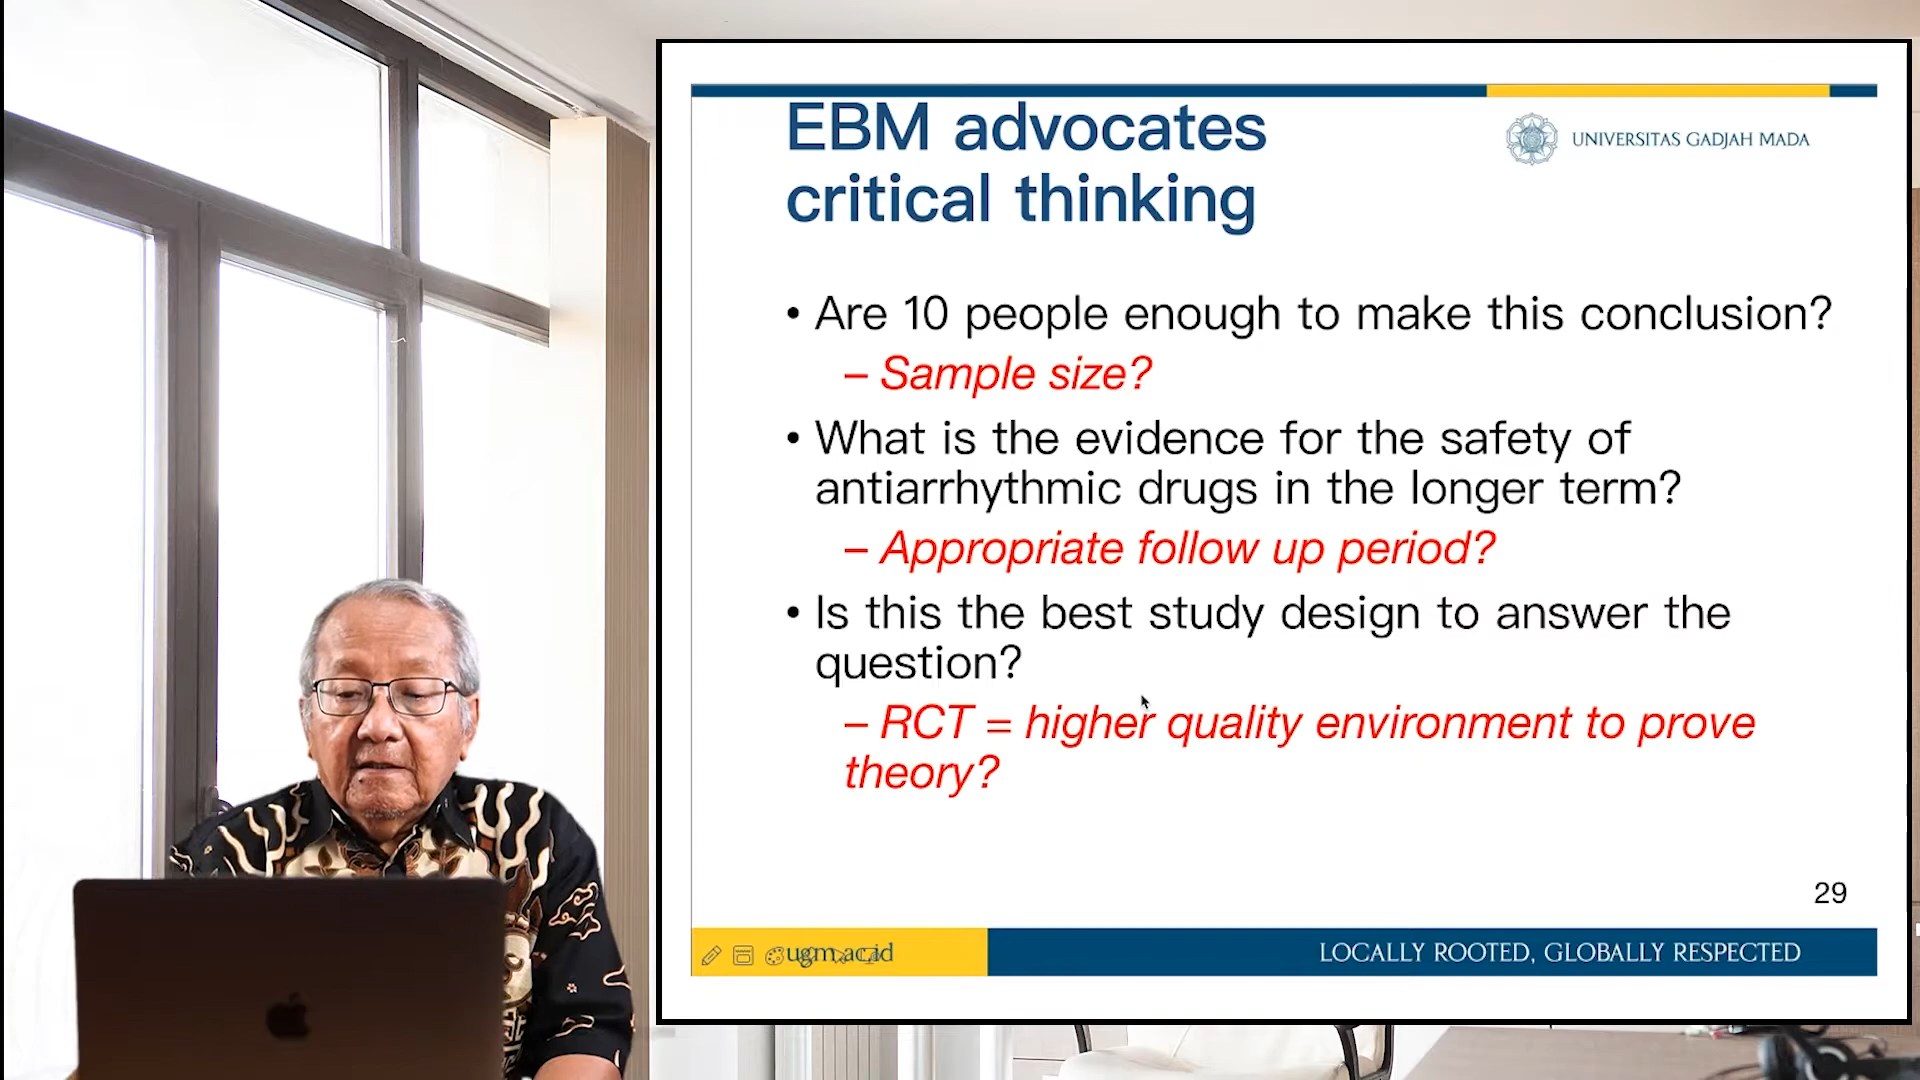 EBM advocates
critical thinking
UNIVERSITAS GADJAH MADA
• Are 10 people enough to make this conclusion?
– Sample size?
• What is the evidence for the safety of
antiarrhythmic drugs in the longer term?
– Appropriate follow up period?
• Is this the best study design to answer the
question?
– RCT = higher quality environment to prove
theory?
29
ugm.ac.id
LOCALLY ROOTED, GLOBALLY RESPECTED